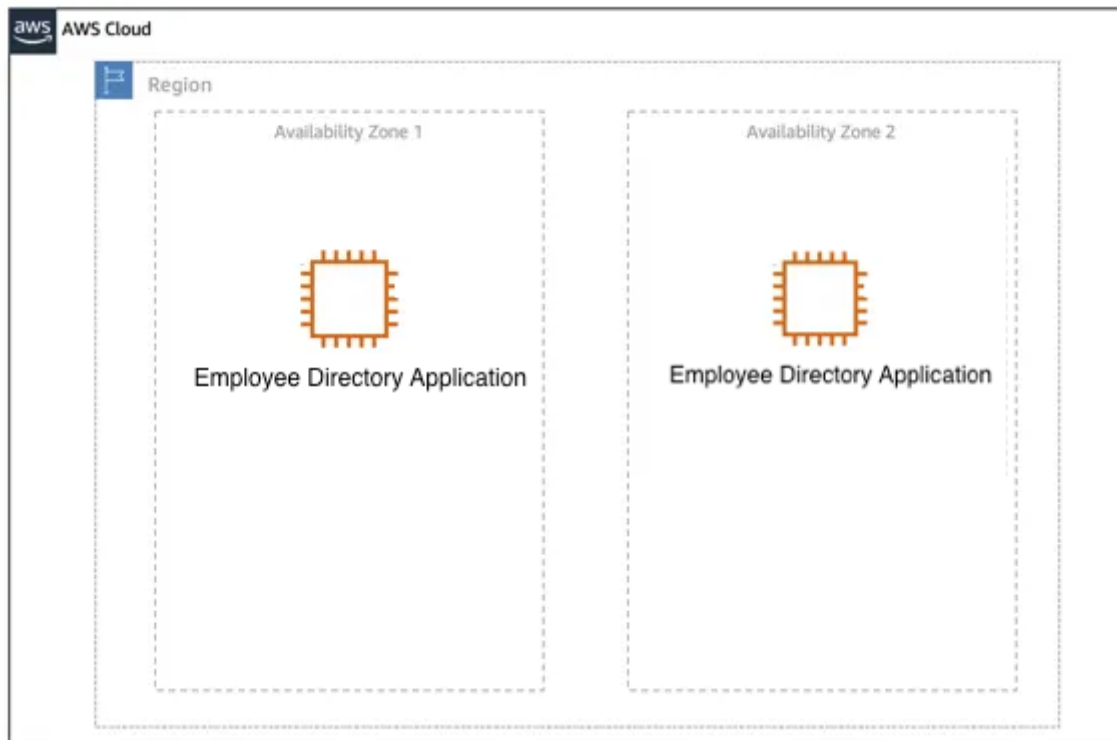 aws
AWS Cloud
Region
Availability Zone 1
Availability Zone 2
Employee Directory Application
Employee Directory Application